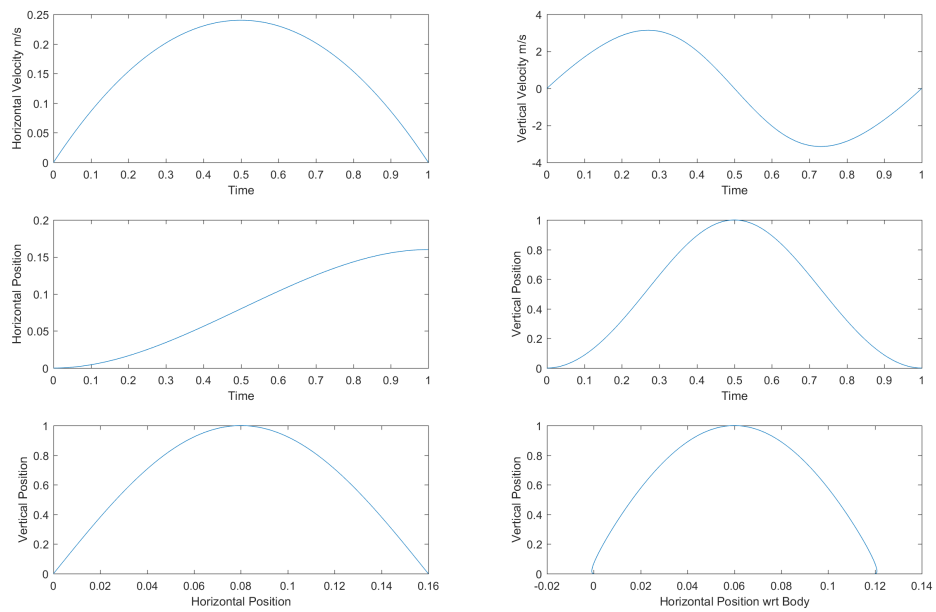 0.25
0.2
0.15
0.1
0.05
0
Horizontal Velocity m/s
0 0.1 0.2 0.3 0.4 0.5 0.6 0.7 0.8 0.9 1
Time
4
2
0
-2
-4
Vertical Velocity m/s
0 0.1 0.2 0.3 0.4 0.5 0.6 0.7 0.8 0.9 1
Time
0.2
0.15
0.1
0.05
0
Horizontal Position
0 0.1 0.2 0.3 0.4 0.5 0.6 0.7 0.8 0.9 1
Time
1
0.8
0.6
0.4
0.2
0
Vertical Position
0 0.1 0.2 0.3 0.4 0.5 0.6 0.7 0.8 0.9 1
Time
1
0.8
0.6
0.4
0.2
0
Vertical Position
0 0.02 0.04 0.06 0.08 0.1 0.12 0.14 0.16
Horizontal Position
1
0.8
0.6
0.4
0.2
0
Vertical Position
-0.02 0 0.02 0.04 0.06 0.08 0.1 0.12 0.14
Horizontal Position wrt Body